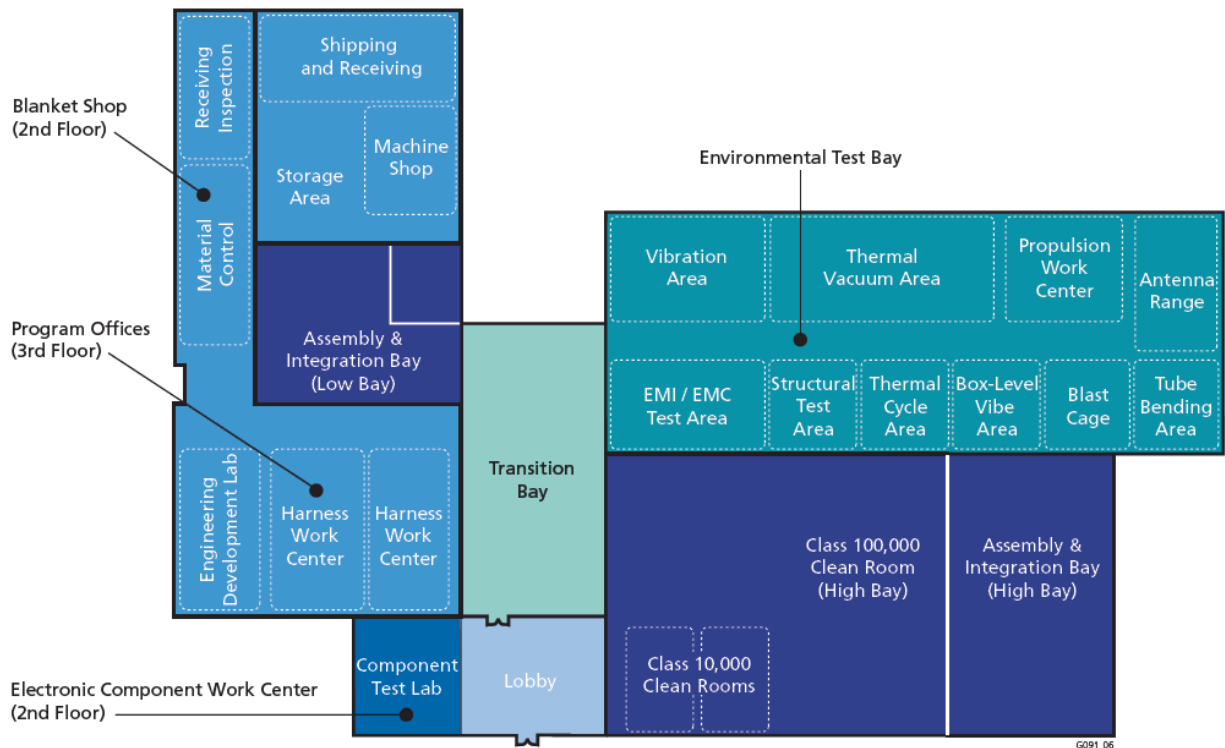 Receiving
Inspection
Shipping
and Receiving
Blanket Shop
(2nd Floor)
Machine
Shop
Storage
Area
Material
Control
Program Offices
(3rd Floor)
Assembly &
Integration Bay
(Low Bay)
Engineering
Development Lab
Harness
Work
Center
Harness
Work
Center
Transition
Bay
Component
Test Lab
Lobby
Electronic Component Work Center
(2nd Floor)
Environmental Test Bay
Vibration
Area
Thermal
Vacuum Area
Propulsion
Work
Center
Antenna
Range
EMI / EMC
Test Area
Structural
Test
Area
Thermal
Cycle
Area
Box-Level
Vibe
Area
Blast
Cage
Tube
Bending
Area
Class 100,000
Clean Room
(High Bay)
Assembly &
Integration Bay
(High Bay)
Class 10,000
Clean Rooms
G091_06